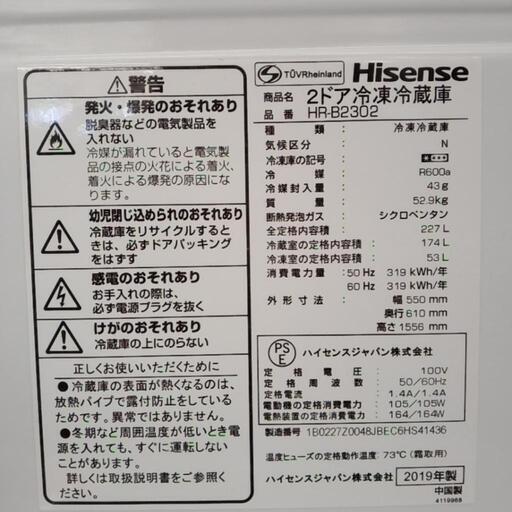 ⚠警告
発火・爆発のおそれあり
脱臭器などの電気製品を
入れない
冷媒が漏れていると電気製
品の接点の火花による着火、
着火による爆発の原因にな
ります。
幼児閉じ込められのおそれあり
冷蔵庫をリサイクルすると
きは、必ずドアパッキング
をはずす
感電のおそれあり
お手入れの際は、
必ず電源プラグを抜く
けがのおそれあり
冷蔵庫の上にのらない
正しくお使いいただくために
●冷蔵庫の表面が熱くなるのは、
放熱パイプで露付防止をしている
ためです。異常ではありません。
●冬期など周囲温度が低いとき電源
を入れても、すぐに運転しない
ことがあります。
詳しくは取扱説明書をご参照ください。
TÜVRheinland
Hisense
商品名 2ドア冷凍冷蔵庫
品番 HR-B2302
種類 : 冷凍冷蔵庫
気候区分 : N
冷凍庫の記号 :
冷媒 : R600a
冷媒封入量 : 43g
質量 : 52.9kg
断熱発泡ガス : シクロペンタン
全定格内容積 : 227L
冷蔵室の定格内容積 : 174L
冷凍室の定格内容積 : 53L
消費電力量 : 50 Hz 319 kWh/年
60 Hz 319 kWh/年
外形寸法 : 幅 550 mm
奥行 610 mm
高さ 1556 mm
PS
E
ハイセンスジャパン株式会社
定格電圧 : 100V
定格周波数 : 50/60Hz
定格電流 : 1.4A/1.4A
電動機の定格消費電力 : 105/105W
電熱装置の定格消費電力 : 164/164W
製造番号 : 1B0227Z0048JBEC6HS41436
温度ヒューズの定格動作温度 : 73℃(霜取用)
ハイセンスジャパン株式会社 2019年製
中国製
4119968